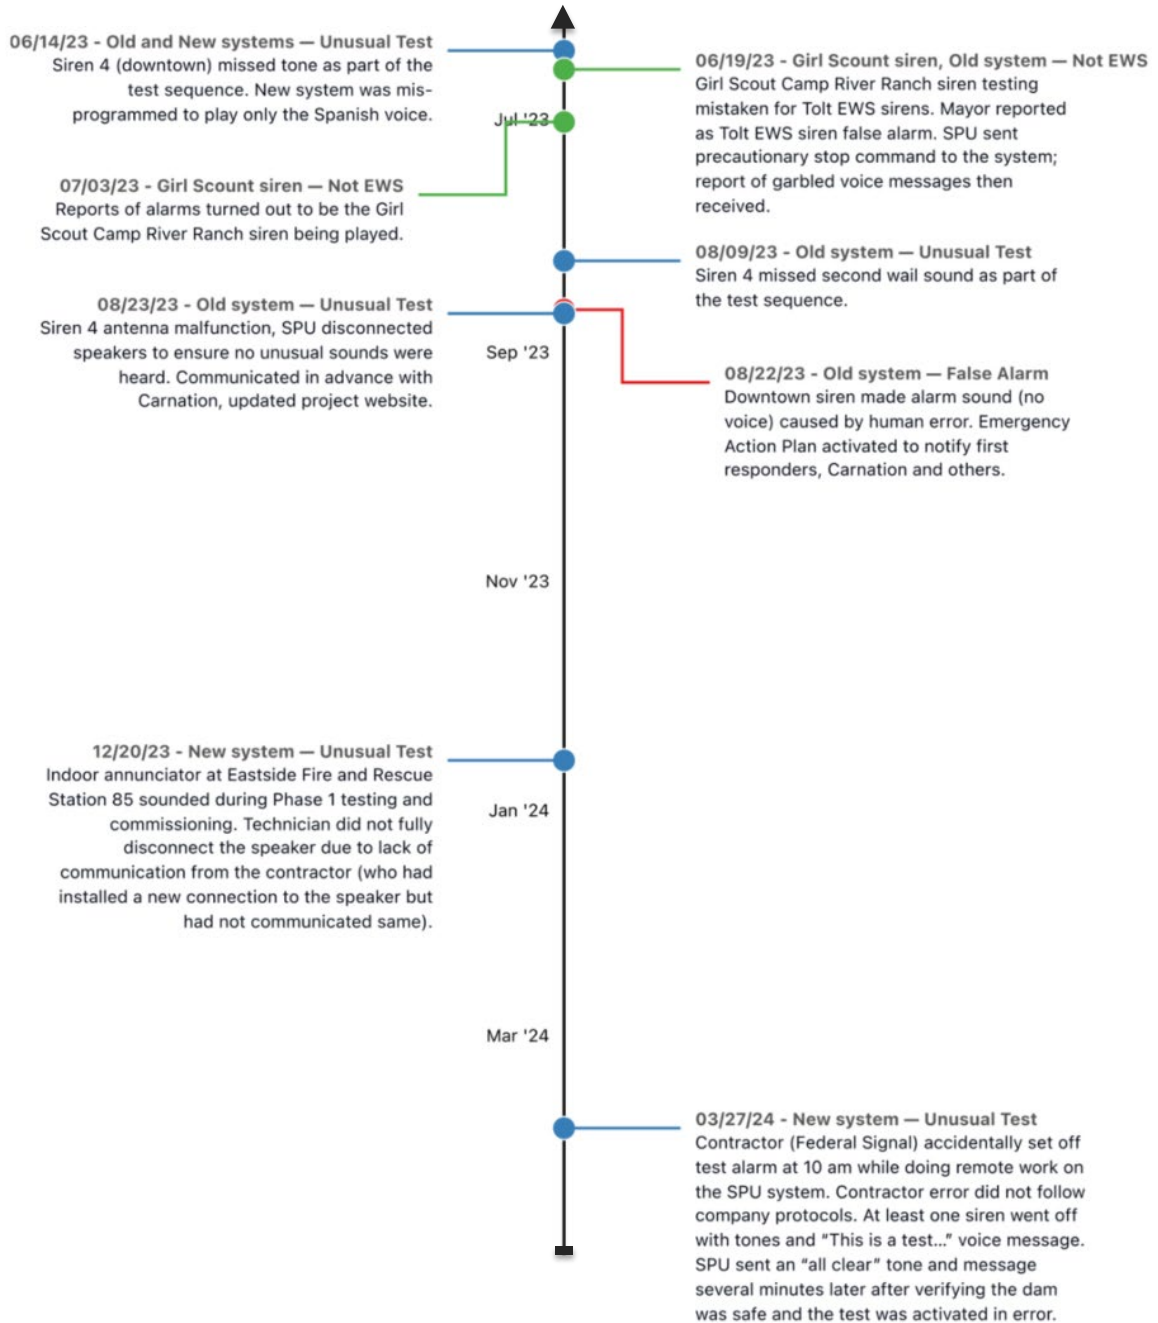 06/14/23 - Old and New systems — Unusual Test
Siren 4 (downtown) missed tone as part of the
test sequence. New system was mis-
programmed to play only the Spanish voice.
06/19/23 - Girl Scount siren, Old system — Not EWS
Girl Scout Camp River Ranch siren testing
mistaken for Tolt EWS sirens. Mayor reported
as Tolt EWS siren false alarm. SPU sent
precautionary stop command to the system;
report of garbled voice messages then
received.
Jul '23
07/03/23 - Girl Scount siren — Not EWS
Reports of alarms turned out to be the Girl
Scout Camp River Ranch siren being played.
08/09/23 - Old system — Unusual Test
Siren 4 missed second wail sound as part of
the test sequence.
08/23/23 - Old system — Unusual Test
Siren 4 antenna malfunction, SPU disconnected
speakers to ensure no unusual sounds were
heard. Communicated in advance with
Carnation, updated project website.
Sep '23
08/22/23 - Old system — False Alarm
Downtown siren made alarm sound (no
voice) caused by human error. Emergency
Action Plan activated to notify first
responders, Carnation and others.
Nov '23
12/20/23 - New system — Unusual Test
Indoor annunciator at Eastside Fire and Rescue
Station 85 sounded during Phase 1 testing and
commissioning. Technician did not fully
disconnect the speaker due to lack of
communication from the contractor (who had
installed a new connection to the speaker but
had not communicated same).
Jan '24
Mar '24
03/27/24 - New system — Unusual Test
Contractor (Federal Signal) accidentally set off
test alarm at 10 am while doing remote work on
the SPU system. Contractor error did not follow
company protocols. At least one siren went off
with tones and "This is a test..." voice message.
SPU sent an "all clear" tone and message
several minutes later after verifying the dam
was safe and the test was activated in error.